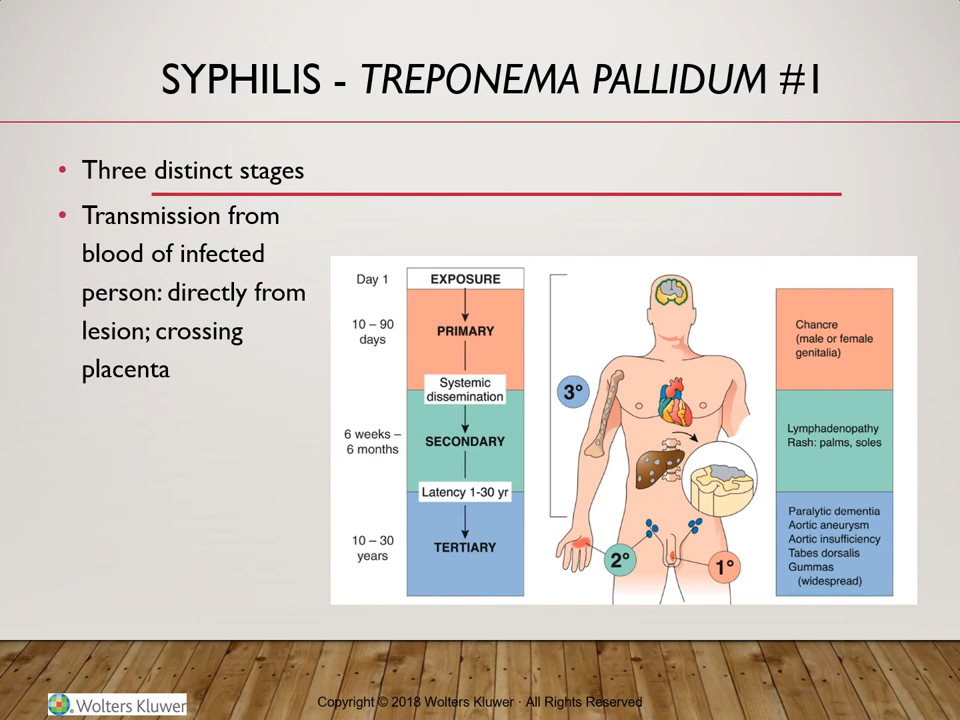 SYPHILIS - TREPONEMA PALLIDUM #1
• Three distinct stages
• Transmission from
blood of infected
person: directly from
lesion; crossing
placenta
Day 1
EXPOSURE
10 – 90
days
PRIMARY
Systemic
dissemination
6 weeks –
6 months
SECONDARY
Latency 1-30 yr
10 – 30
years
TERTIARY
3°
2°
1°
Chancre
(male or female
genitalia)
Lymphadenopathy
Rash: palms, soles
Paralytic dementia
Aortic aneurysm
Aortic insufficiency
Tabes dorsalis
Gummas
(widespread)
Wolters Kluwer
Copyright © 2018 Wolters Kluwer · All Rights Reserved